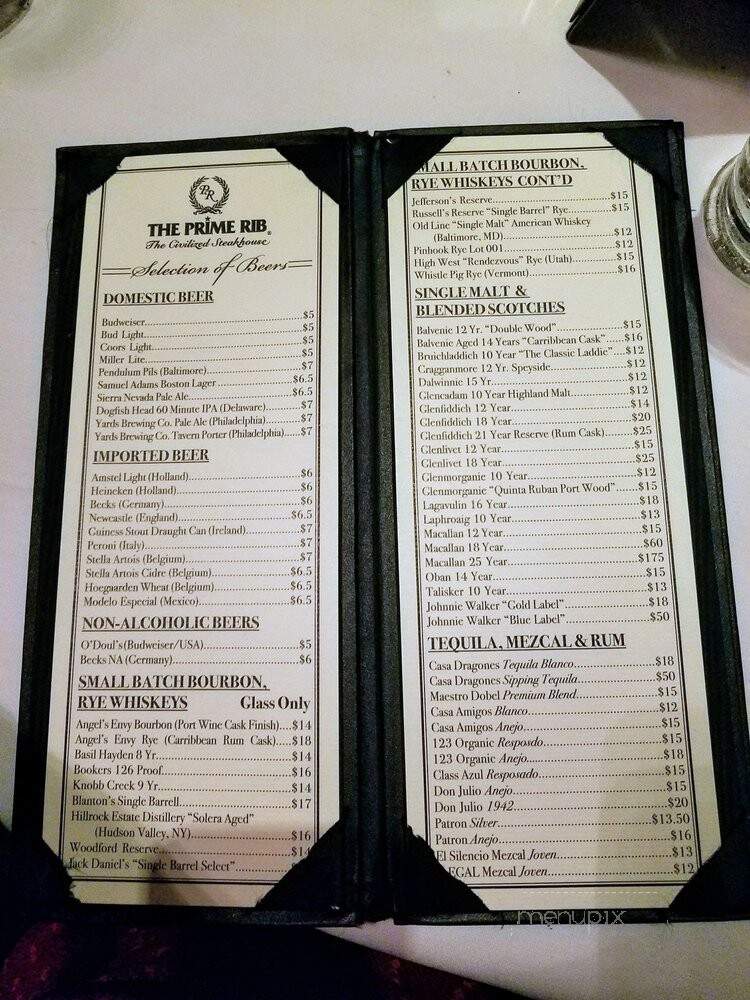 PR
THE PRIME RIB®
The Civilized Steakhouse
Selection of Beers
DOMESTIC BEER
Budweiser...$5
Bud Light...$5
Coors Light...$5
Miller Lite...$5
Pendulum Pils (Baltimore)...$7
Samuel Adams Boston Lager...$6.5
Sierra Nevada Pale Ale...$6.5
Dogfish Head 60 Minute IPA (Delaware)...$7
Yards Brewing Co. Pale Ale (Philadelphia)...$7
Yards Brewing Co. Tavern Porter (Philadelphia)...$7
IMPORTED BEER
Amstel Light (Holland)...$6
Heineken (Holland)...$6
Becks (Germany)...$6
Newcastle (England)...$6.5
Guiness Stout Draught Can (Ireland)...$7
Peroni (Italy)...$7
Stella Artois (Belgium)...$7
Stella Artois Cidre (Belgium)...$6.5
Hoegaarden Wheat (Belgium)...$6.5
Modelo Especial (Mexico)...$6.5
NON-ALCOHOLIC BEERS
O'Doul's (Budweiser/USA)...$5
Becks NA (Germany)...$6
SMALL BATCH BOURBON,
RYE WHISKEYS Glass Only
Angel's Envy Bourbon (Port Wine Cask Finish)...$14
Angel's Envy Rye (Carribbean Rum Cask)...$18
Basil Hayden 8 Yr...$14
Bookers 126 Proof...$16
Knobb Creek 9 Yr...$14
Blanton's Single Barrell...$17
Hillrock Estate Distillery "Solera Aged"
(Hudson Valley, NY)...$16
Woodford Reserve...$14
Jack Daniel's "Single Barrel Select"...
MALL BATCH BOURBON,
RYE WHISKEYS CONT'D
Jefferson's Reserve...$15
Russell's Reserve "Single Barrel" Rye...$15
Old Line "Single Malt" American Whiskey
(Baltimore, MD)...$12
Pinhook Rye Lot 001...$12
High West "Rendezvous" Rye (Utah)...$15
Whistle Pig Rye (Vermont)...$16
SINGLE MALT &
BLENDED SCOTCHES
Balvenie 12 Yr. "Double Wood"...$15
Balvenie Aged 14 Years "Carribean Cask"...$16
Bruichladdich 10 Year "The Classic Laddie"...$12
Cragganmore 12 Yr. Speyside...$12
Dalwinnie 15 Yr...$12
Glencadam 10 Year Highland Malt...$12
Glenfiddich 12 Year...$14
Glenfiddich 18 Year...$20
Glenfiddich 21 Year Reserve (Rum Cask)...$25
Glenlivet 12 Year...$15
Glenlivet 18 Year...$25
Glenmorganie 10 Year...$12
Glenmorganie "Quinta Ruban Port Wood"...$15
Lagavulin 16 Year...$18
Laphroaig 10 Year...$13
Macallan 12 Year...$15
Macallan 18 Year...$60
Macallan 25 Year...$175
Oban 14 Year...$15
Talisker 10 Year...$13
Johnnie Walker "Gold Label"...$18
Johnnie Walker "Blue Label"...$50
TEQUILA, MEZCAL & RUM
Casa Dragones Tequila Blanco...$18
Casa Dragones Sipping Tequila...$50
Maestro Dobel Premium Blend...$15
Casa Amigos Blanco...$12
Casa Amigos Anejo...$15
123 Organic Resposdo...$15
123 Organic Anejo...$18
Class Azul Resposado...$15
Don Julio Anejo...$15
Don Julio 1942...$20
Patron Silver...$13.50
Patron Anejo...$16
El Silencio Mezcal Joven...$13
EGAL Mezcal Joven...$12
menupix